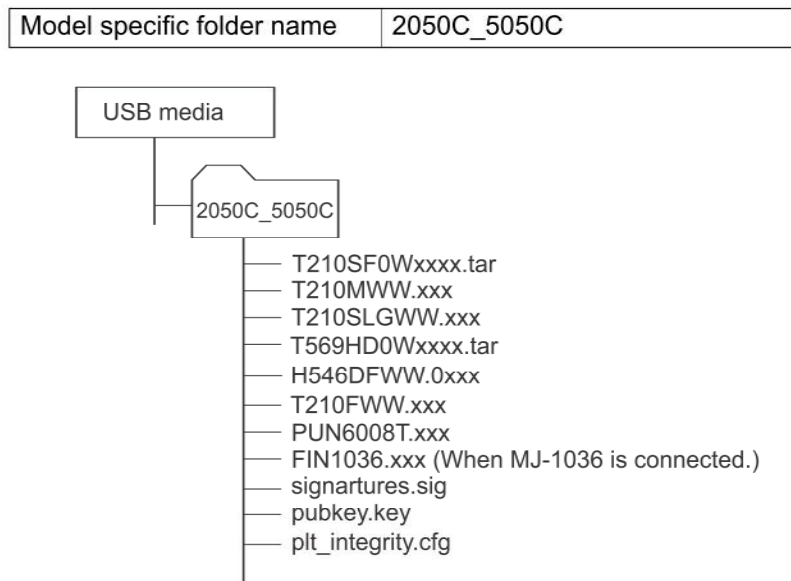 Model specific folder name 2050C_5050C
USB media
2050C_5050C
T210SF0Wxxxx.tar
T210MWW.xxx
T210SLGWW.xxx
T569HD0Wxxxx.tar
H546DFWW.0xxx
T210FWW.xxx
PUN6008T.xxx
FIN1036.xxx (When MJ-1036 is connected.)
signartures.sig
pubkey.key
plt_integrity.cfg